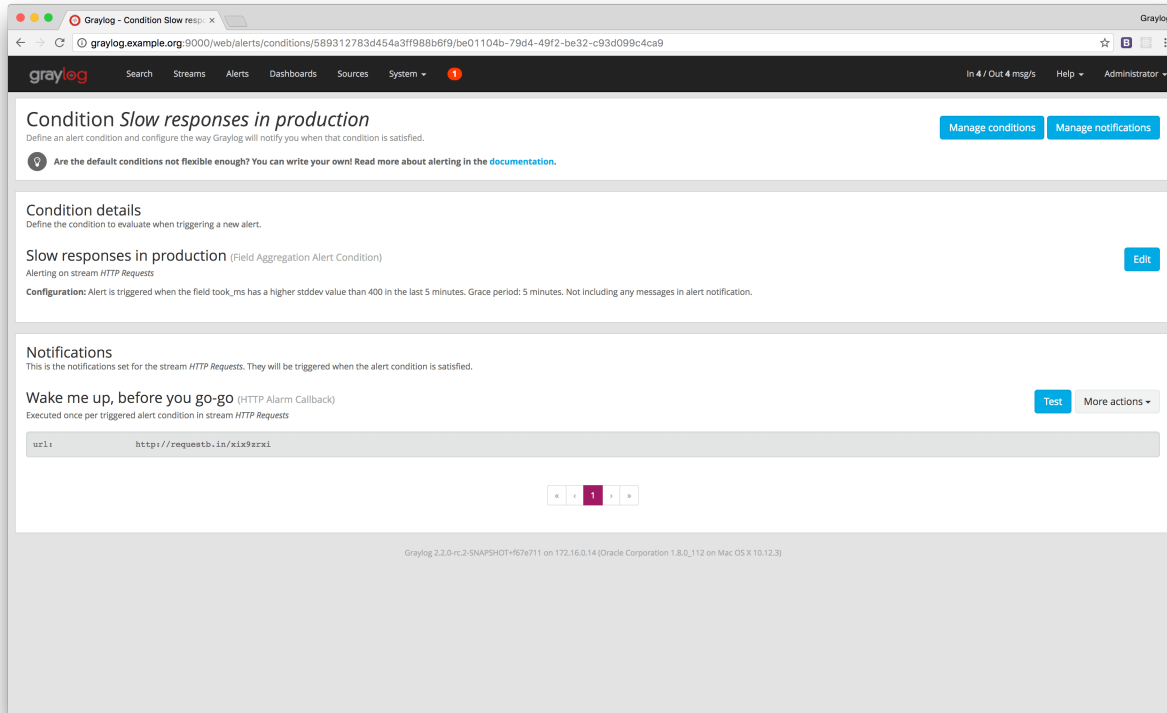 Graylog - Condition Slow respo ×
Graylog
graylog.example.org:9000/web/alerts/conditions/589312783d454a3ff988b6f9/be01104b-79d4-49f2-be32-c93d099c4ca9
B
graylog Search Streams Alerts Dashboards Sources System 1 In 4 / Out 4 msg/s Help Administrator
Condition Slow responses in production
Manage conditions Manage notifications
Define an alert condition and configure the way Graylog will notify you when that condition is satisfied.
Are the default conditions not flexible enough? You can write your own! Read more about alerting in the documentation.
Condition details
Define the condition to evaluate when triggering a new alert.
Slow responses in production (Field Aggregation Alert Condition)
Edit
Alerting on stream HTTP Requests
Configuration: Alert is triggered when the field took_ms has a higher stddev value than 400 in the last 5 minutes. Grace period: 5 minutes. Not including any messages in alert notification.
Notifications
This is the notifications set for the stream HTTP Requests. They will be triggered when the alert condition is satisfied.
Wake me up, before you go-go (HTTP Alarm Callback)
Test More actions
Executed once per triggered alert condition in stream HTTP Requests
url: http://requestb.in/xix9zrxi
« ‹ 1 › »
Graylog 2.2.0-rc.2-SNAPSHOT+f67e711 on 172.16.0.14 (Oracle Corporation 1.8.0_112 on Mac OS X 10.12.3)